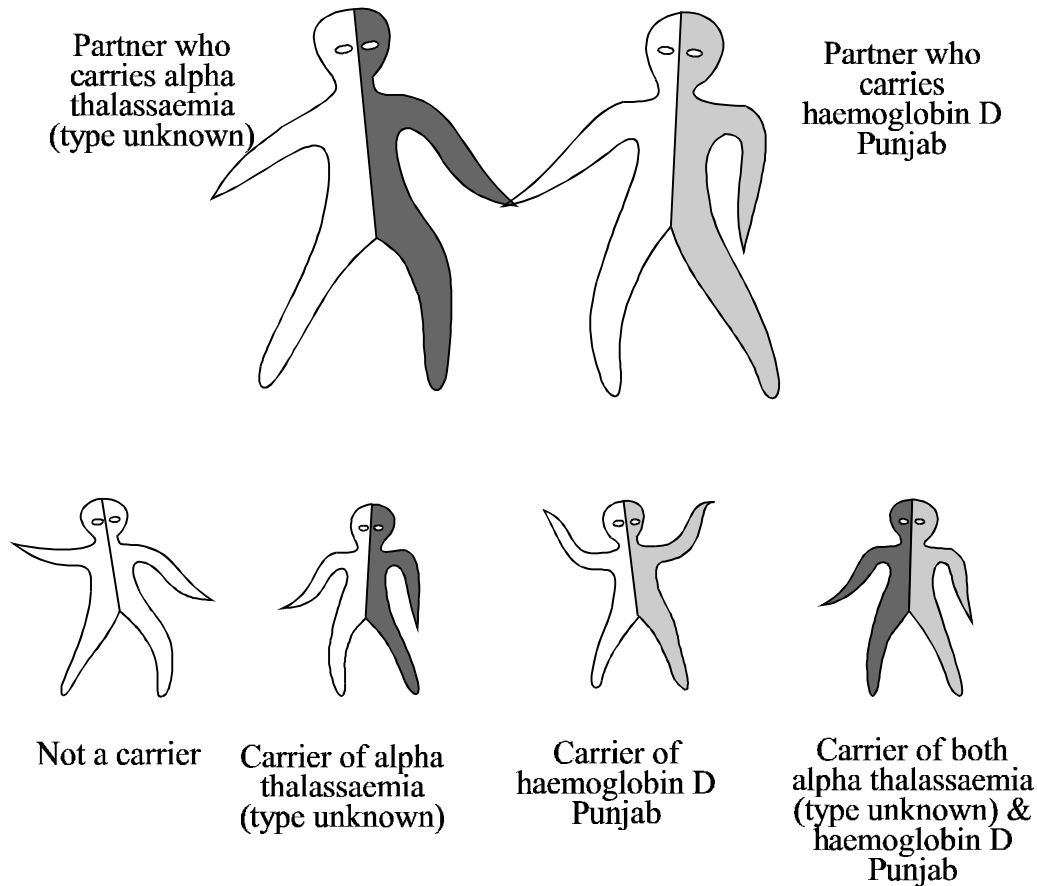 Partner who
carries alpha
thalassaemia
(type unknown)
Partner who
carries
haemoglobin D
Punjab
Not a carrier
Carrier of alpha
thalassaemia
(type unknown)
Carrier of
haemoglobin D
Punjab
Carrier of both
alpha thalassaemia
(type unknown) &
haemoglobin D
Punjab